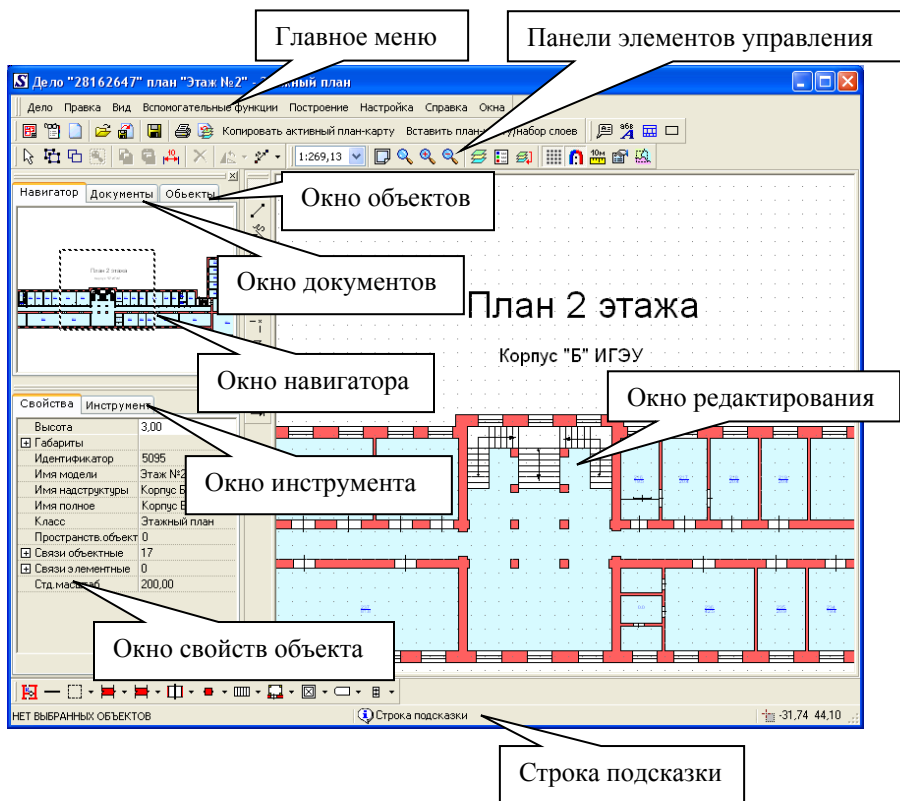 Главное меню
Панели элементов управления
Дело "28162647" план "Этаж №2" - ный план
Дело Правка Вид Вспомогательные функции Построение Настройка Справка Окна
Копировать активный план-карту Вставить набор слоев
1:269,13
Навигатор Документы Объекты
Окно объектов
План 2 этажа
Окно документов
План 2 этажа
Корпус "Б" ИГЭУ
Окно навигатора
Окно редактирования
Свойства Инструмент
Высота 3,00
Габариты
Идентификатор 5095
Имя модели Этаж №2
Имя надструктуры Корпус Б
Имя полное Корпус
Окно инструмента
Класс Этажный план
Пространств.объект 0
Связи объектные 17
Связи элементные 0
Стд.масштаб 200,00
Окно свойств объекта
НЕТ ВЫБРАННЫХ ОБЪЕКТОВ Строка подсказки -31,74 44,10
Строка подсказки